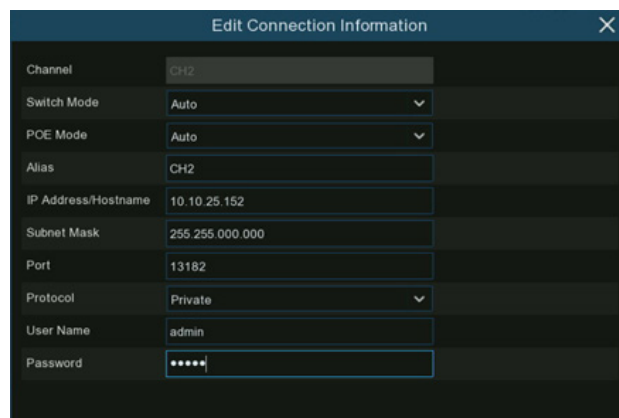 Edit Connection Information
Channel CH2
Switch Mode Auto
POE Mode Auto
Alias CH2
IP Address/Hostname 10.10.25.152
Subnet Mask 255.255.000.000
Port 13182
Protocol Private
User Name admin
Password •••••